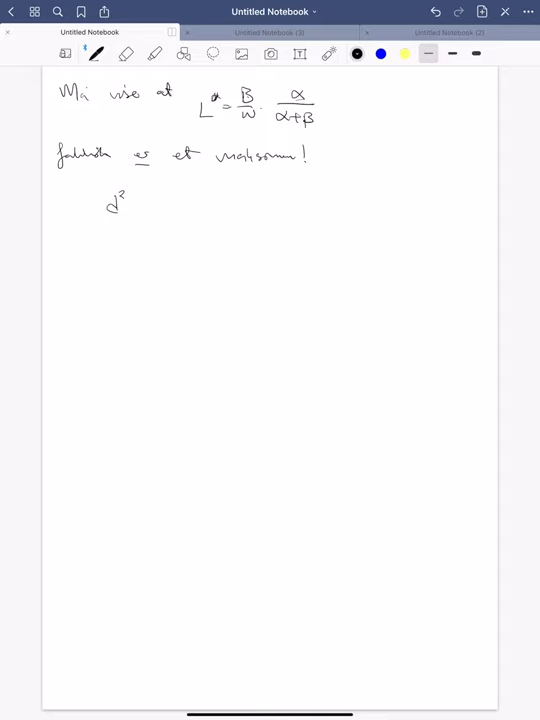 Untitled Notebook
Untitled Notebook
Untitled Notebook (3)
Untitled Notebook (2)
Må vise at L* = B/w · α/(α+β)
faktisk er et maksimum!
d²